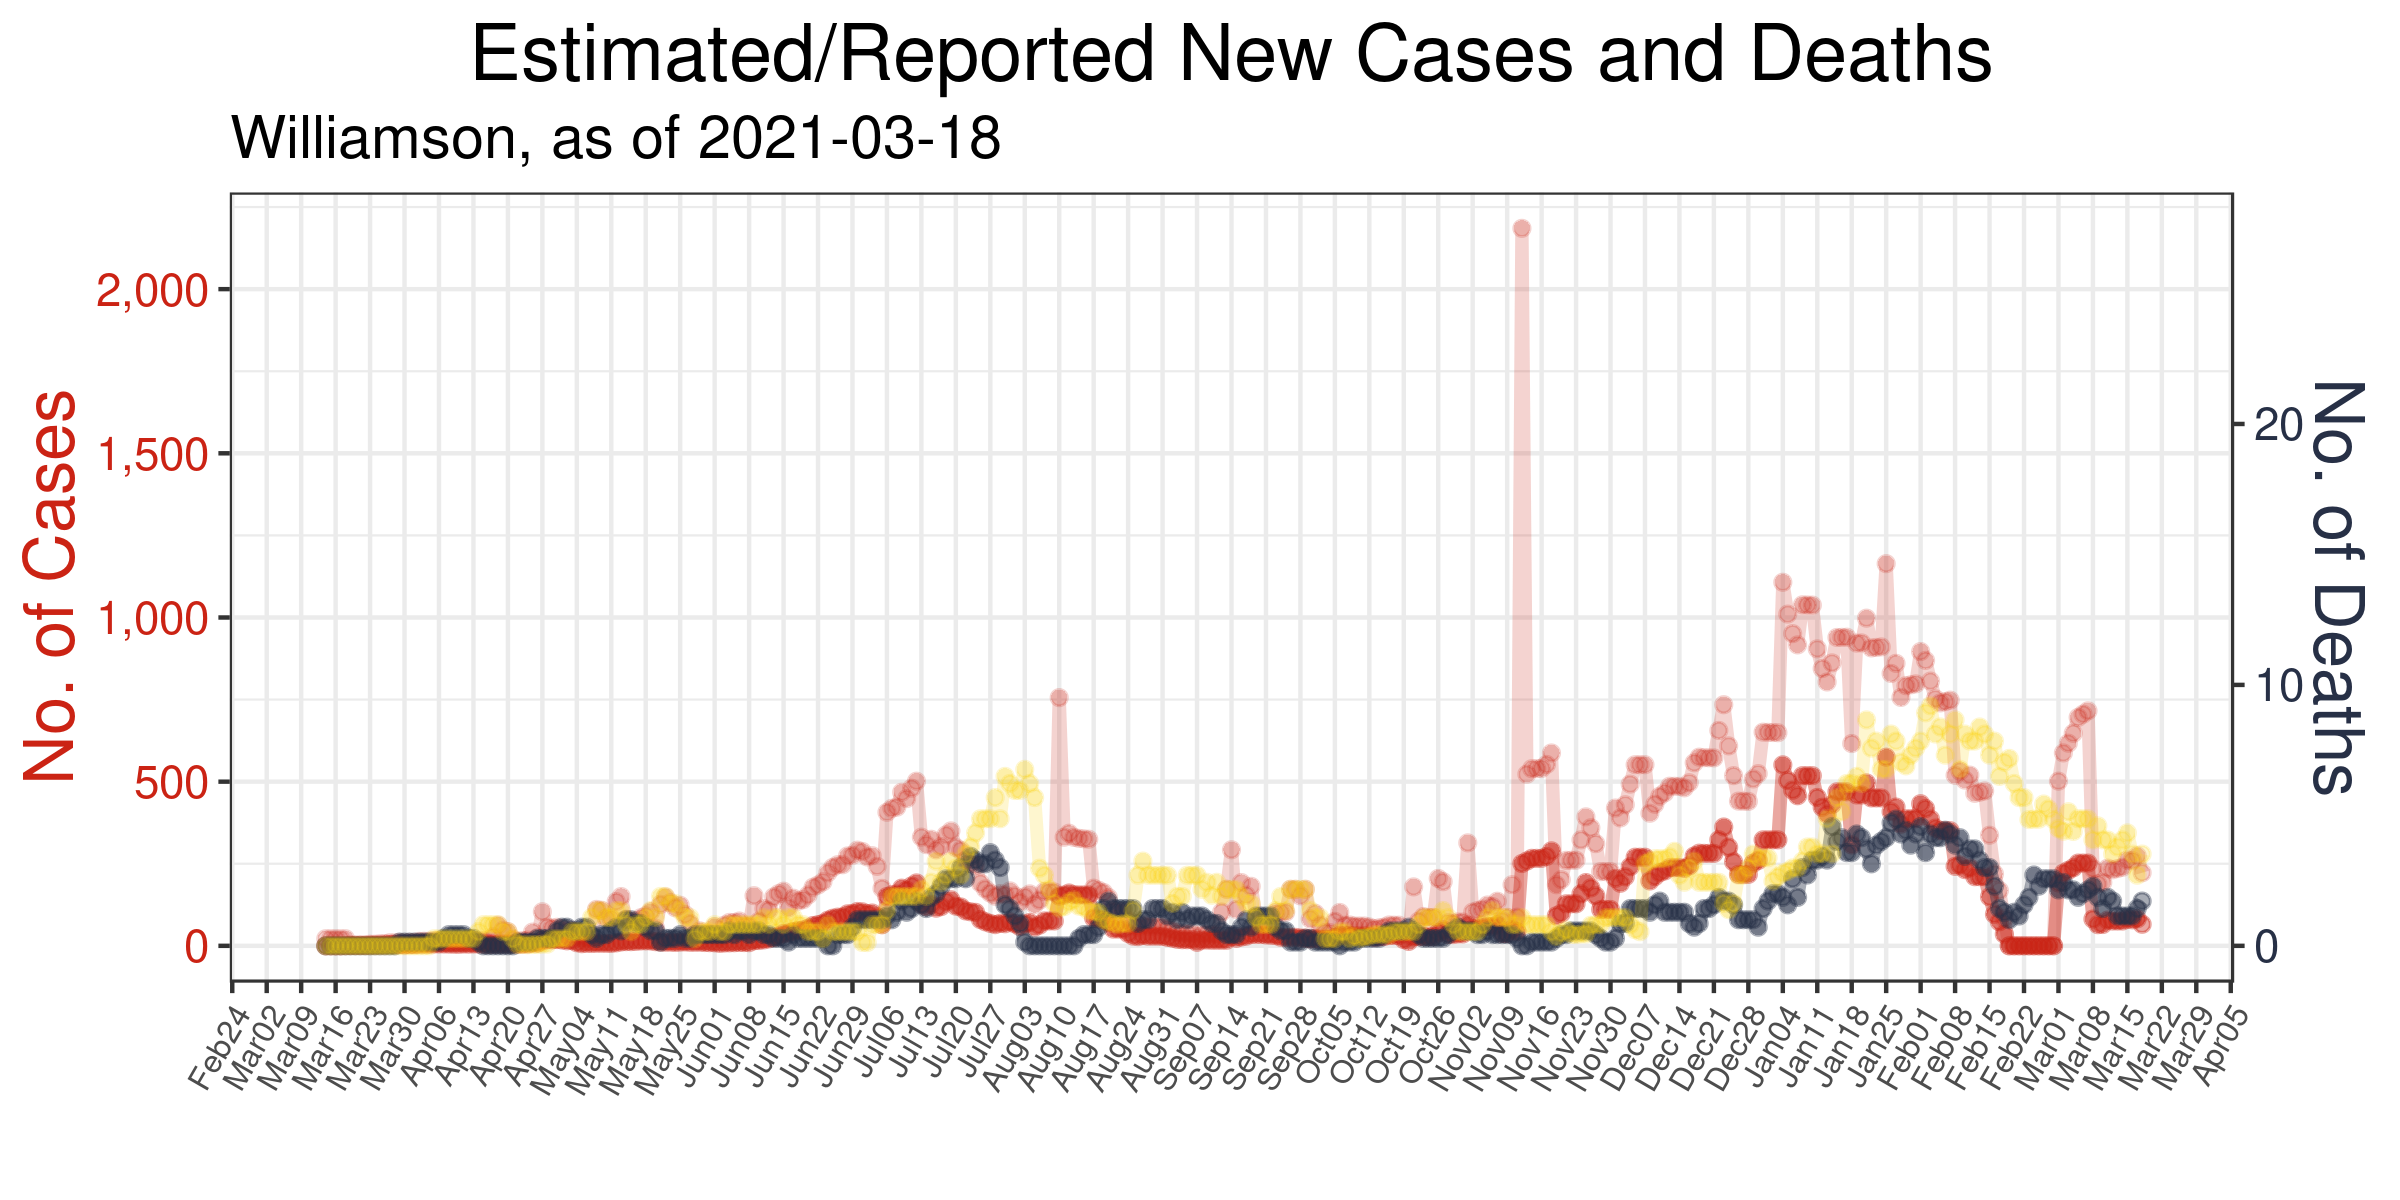 Estimated/Reported New Cases and Deaths
Williamson, as of 2021-03-18
No. of Cases
2,000
1,500
1,000
500
0
No. of Deaths
20
10
0
Feb24
Mar02
Mar09
Mar16
Mar23
Mar30
Apr06
Apr13
Apr20
Apr27
May04
May11
May18
May25
Jun01
Jun08
Jun15
Jun22
Jun29
Jul06
Jul13
Jul20
Jul27
Aug03
Aug10
Aug17
Aug24
Aug31
Sep07
Sep14
Sep21
Sep28
Oct05
Oct12
Oct19
Oct26
Nov02
Nov09
Nov16
Nov23
Nov30
Dec07
Dec14
Dec21
Dec28
Dec04
Jan11
Jan18
Jan25
Jan01
Feb08
Feb08
Feb15
Feb22
Mar01
Mar08
Mar15
Mar22
Mar29
Apr05